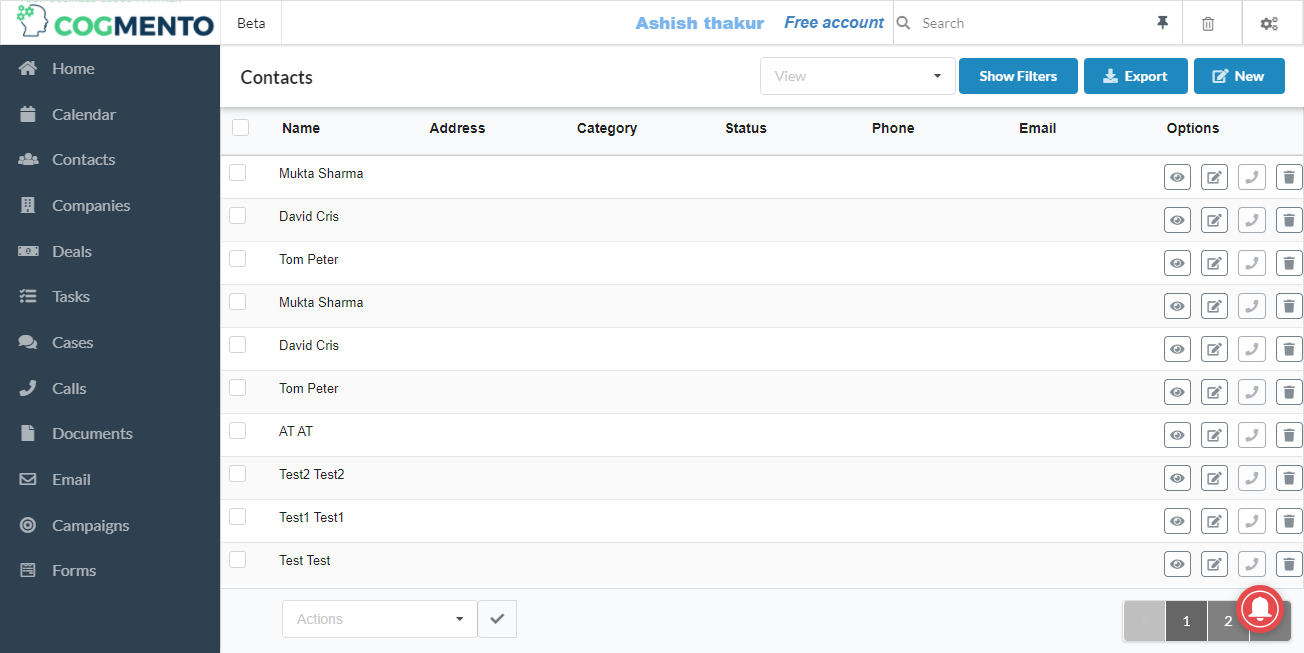 COGMENTO
Beta
Ashish thakur
Free account
Search
Home
Calendar
Contacts
Companies
Deals
Tasks
Cases
Calls
Documents
Email
Campaigns
Forms
Contacts
View
Show Filters
Export
New
Name Address Category Status Phone Email Options
Mukta Sharma
David Cris
Tom Peter
Mukta Sharma
David Cris
Tom Peter
AT AT
Test2 Test2
Test1 Test1
Test Test
Actions
1 2